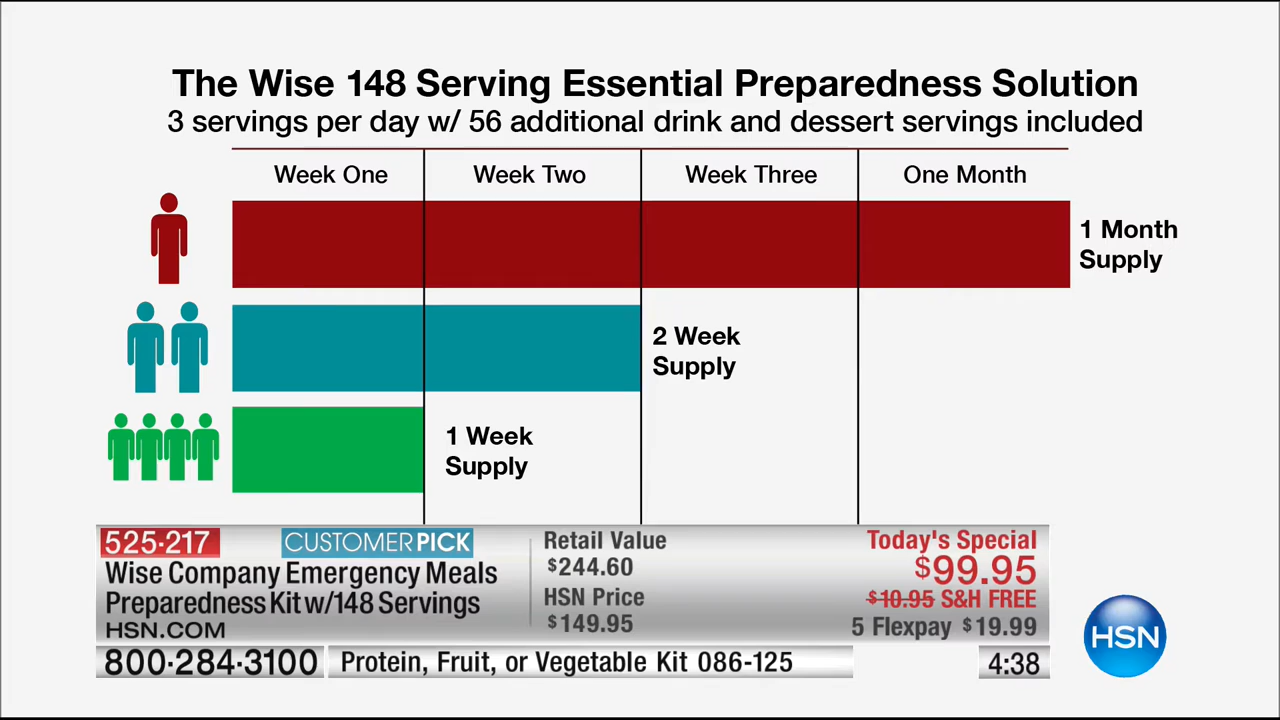 The Wise 148 Serving Essential Preparedness Solution
3 servings per day w/ 56 additional drink and dessert servings included
Week One Week Two Week Three One Month
1 Month
Supply
2 Week
Supply
1 Week
Supply
525-217 CUSTOMER PICK
Wise Company Emergency Meals
Preparedness Kit w/148 Servings
HSN.COM
Retail Value
$244.60
HSN Price
$149.95
Today's Special
$99.95
$10.95 S&H FREE
5 Flexpay $19.99
800-284-3100
Protein, Fruit, or Vegetable Kit 086-125
4:38
HSN